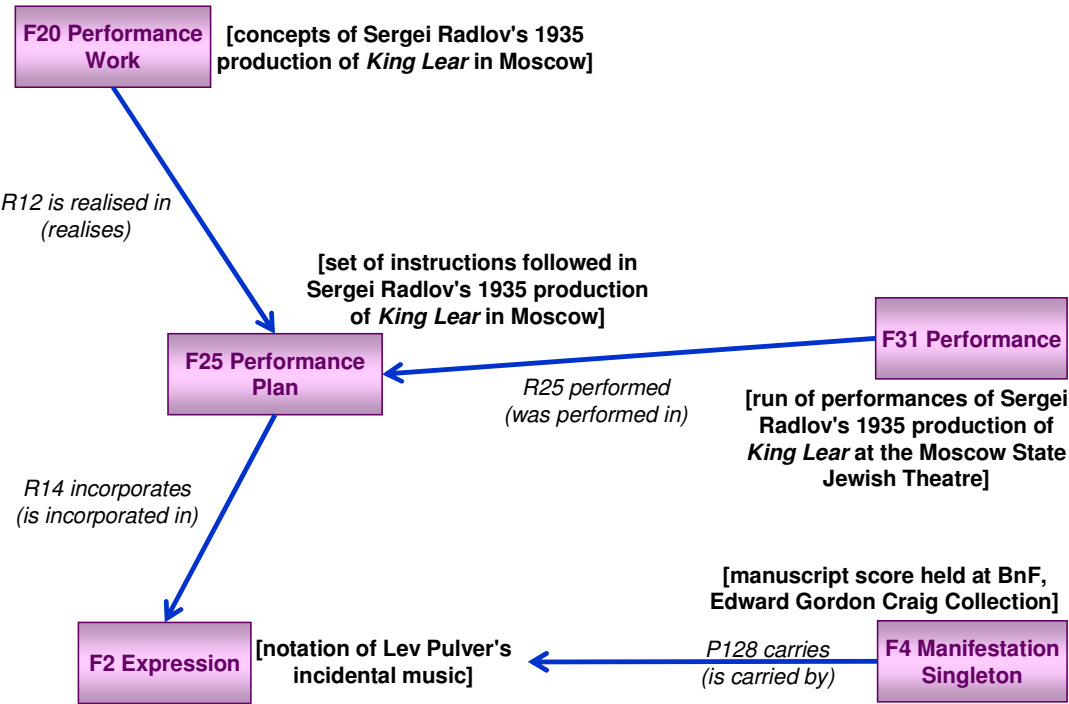 F20 Performance
Work
[concepts of Sergei Radlov's 1935
production of King Lear in Moscow]
R12 is realised in
(realises)
[set of instructions followed in
Sergei Radlov's 1935 production
of King Lear in Moscow]
F25 Performance
Plan
R25 performed
(was performed in)
F31 Performance
[run of performances of Sergei
Radlov's 1935 production of
King Lear at the Moscow State
Jewish Theatre]
R14 incorporates
(is incorporated in)
F2 Expression
[notation of Lev Pulver's
incidental music]
[manuscript score held at BnF,
Edward Gordon Craig Collection]
P128 carries
(is carried by)
F4 Manifestation
Singleton